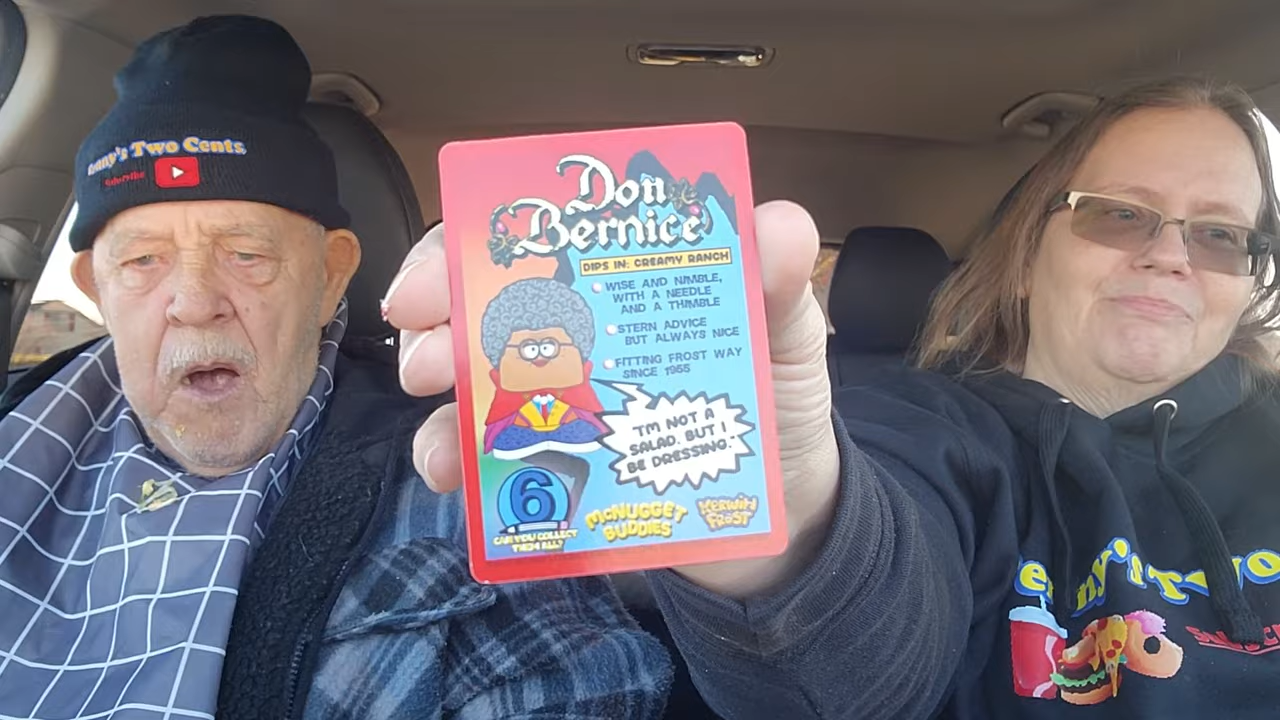 Two Cents
Subscribe
Don
Bernice
DIPS IN: CREAMY RANCH
WISE AND NIMBLE,
WITH A NEEDLE
AND A THIMBLE
STERN ADVICE
BUT ALWAYS NICE
FITTING FROST WAY
SINCE 1955
"I'M NOT A
SALAD. BUT I
BE DRESSING."
6
CAN YOU COLLECT
THEM ALL?
McNUGGET
BUDDIES
KERWIN
FROST